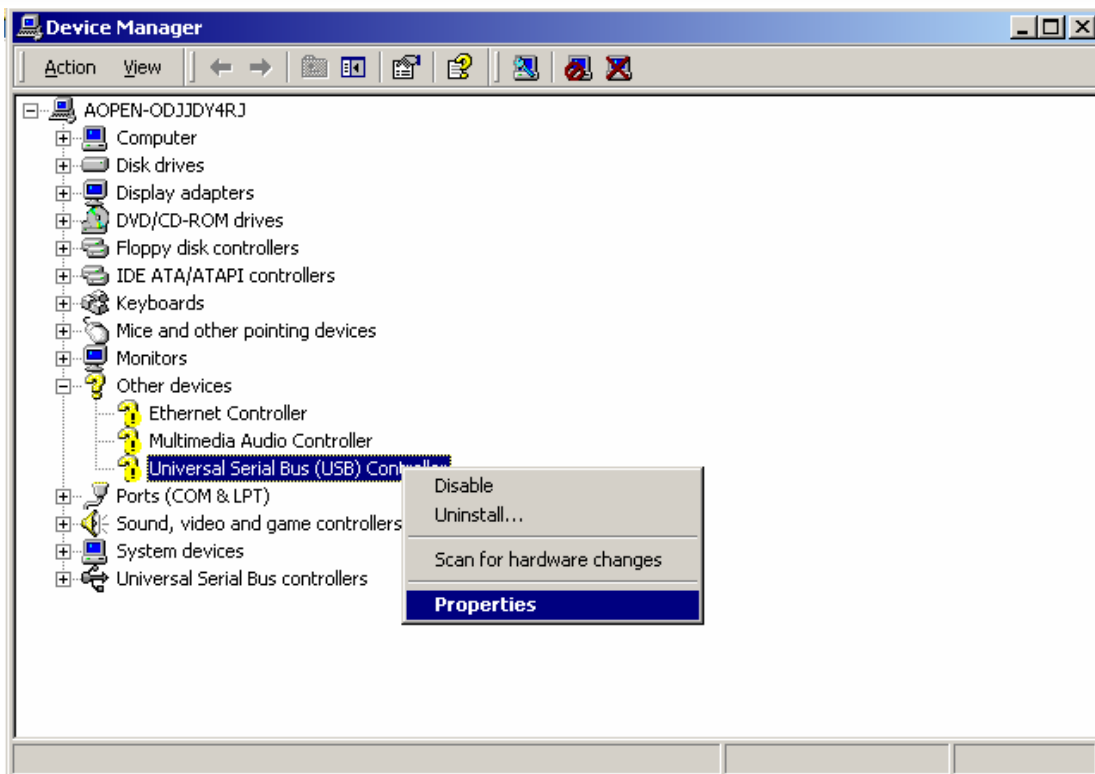 Device Manager
Action View
AOPEN-ODJJDY4RJ
Computer
Disk drives
Display adapters
DVD/CD-ROM drives
Floppy disk controllers
IDE ATA/ATAPI controllers
Keyboards
Mice and other pointing devices
Monitors
Other devices
Ethernet Controller
Multimedia Audio Controller
Universal Serial Bus (USB) Controller
Ports (COM & LPT)
Sound, video and game controllers
System devices
Universal Serial Bus controllers
Disable
Uninstall...
Scan for hardware changes
Properties